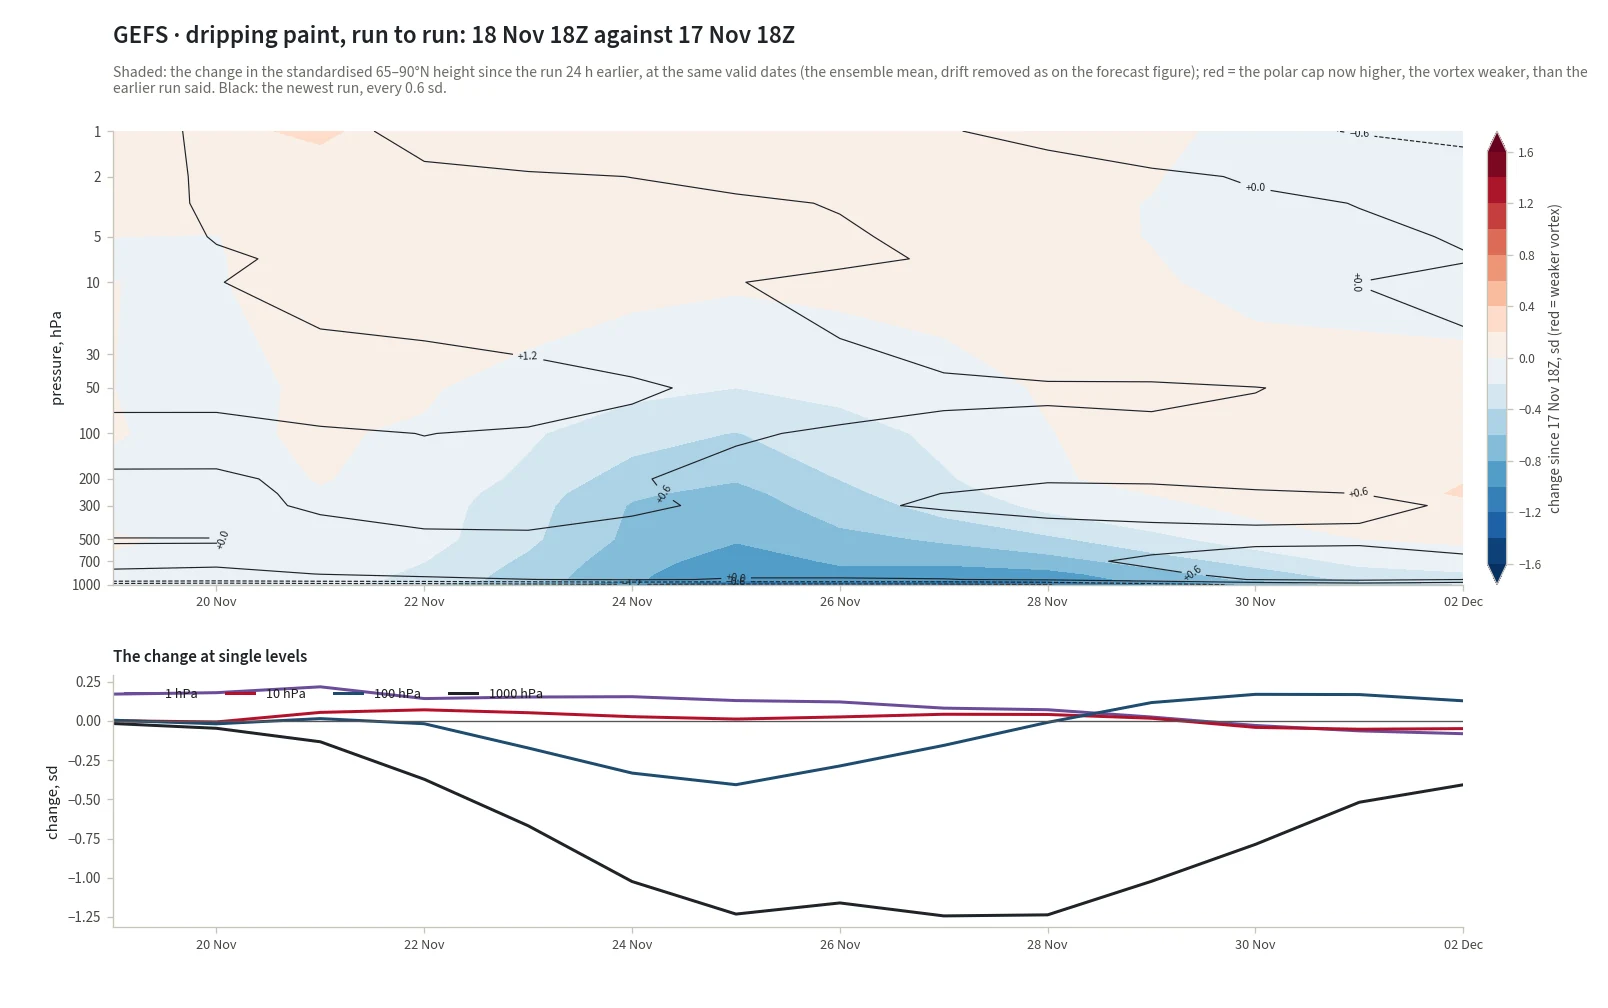 GEFS · dripping paint, run to run: 18 Nov 18Z against 17 Nov 18Z
Shaded: the change in the standardised 65–90°N height since the run 24 h earlier, at the same valid dates (the ensemble mean, drift removed as on the forecast figure); red = the polar cap now higher, the vortex weaker, than the
earlier run said. Black: the newest run, every 0.6 sd.
1
2
5
10
30
50
100
200
300
500
700
1000
pressure, hPa
−0.6
+0.0
+0.0
+1.2
+0.6
+0.6
+0.0
+0.6
+0.0
20 Nov
22 Nov
24 Nov
26 Nov
28 Nov
30 Nov
02 Dec
1.6
1.2
0.8
0.4
0.0
−0.4
−0.8
−1.2
−1.6
change since 17 Nov 18Z, sd (red = weaker vortex)
The change at single levels
1 hPa
10 hPa
100 hPa
1000 hPa
0.25
0.00
−0.25
−0.50
−0.75
−1.00
−1.25
change, sd
20 Nov
22 Nov
24 Nov
26 Nov
28 Nov
30 Nov
02 Dec